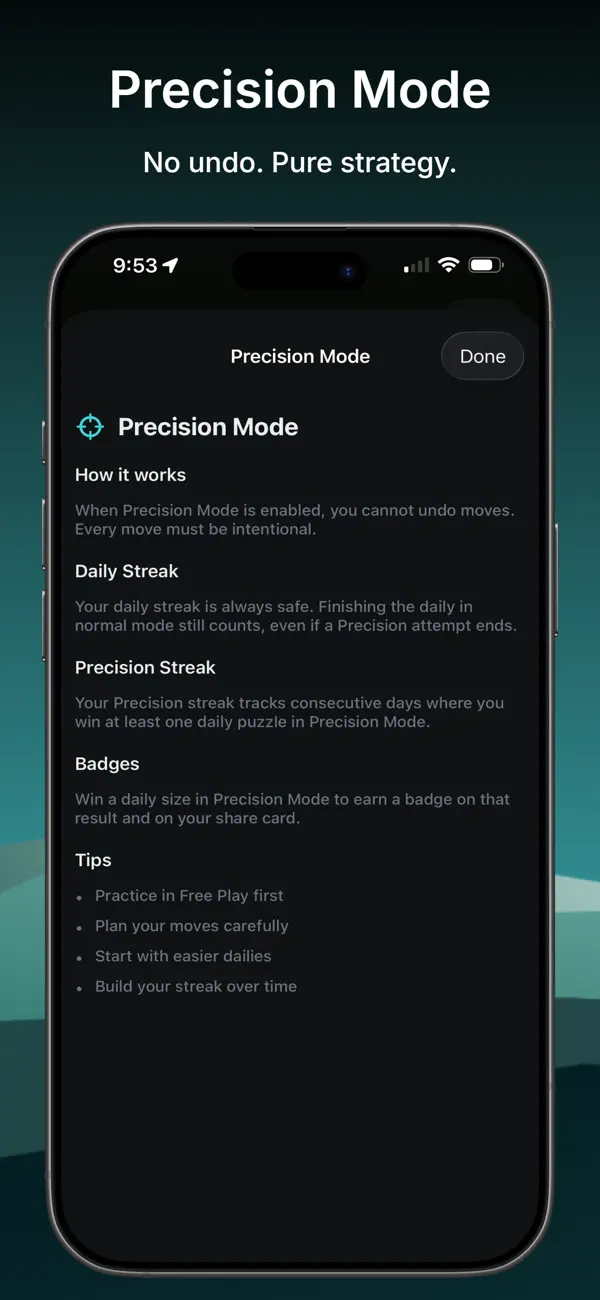 Precision Mode
No undo. Pure strategy.
9:53
Precision Mode
Done
Precision Mode
How it works
When Precision Mode is enabled, you cannot undo moves.
Every move must be intentional.
Daily Streak
Your daily streak is always safe. Finishing the daily in
normal mode still counts, even if a Precision attempt ends.
Precision Streak
Your Precision streak tracks consecutive days where you
win at least one daily puzzle in Precision Mode.
Badges
Win a daily size in Precision Mode to earn a badge on that
result and on your share card.
Tips
• Practice in Free Play first
• Plan your moves carefully
• Start with easier dailies
• Build your streak over time